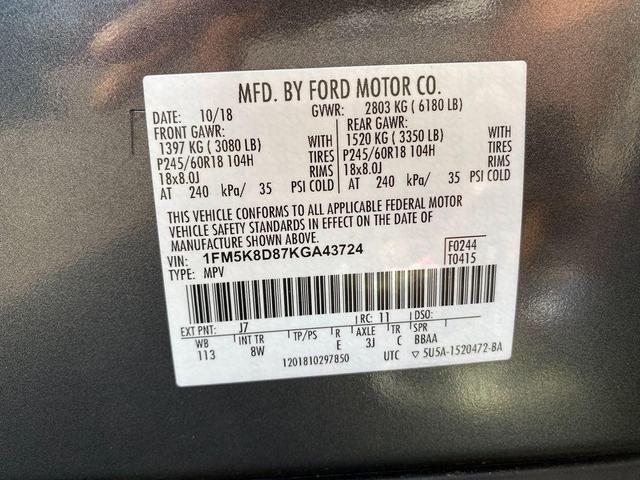 MFD. BY FORD MOTOR CO.
DATE: 10/18 GVWR: 2803 KG ( 6180 LB)
FRONT GAWR: REAR GAWR:
1397 KG ( 3080 LB) WITH 1520 KG ( 3350 LB) WITH
P245/60R18 104H TIRES P245/60R18 104H TIRES
18x8.0J RIMS 18x8.0J RIMS
AT 240 kPa/ 35 PSI COLD AT 240 kPa/ 35 PSI COLD
THIS VEHICLE CONFORMS TO ALL APPLICABLE FEDERAL MOTOR
VEHICLE SAFETY STANDARDS IN EFFECT ON THE DATE OF
MANUFACTURE SHOWN ABOVE.
VIN: 1FM5K8D87KGA43724 F0244
TYPE: MPV T0415
EXT PNT: J7 RC: 11 DSO:
WB INT TR TP/PS R AXLE TR SPR
113 8W E 3J C BBAA
1201810297850 UTC ▽ 5U5A-1520472-BA